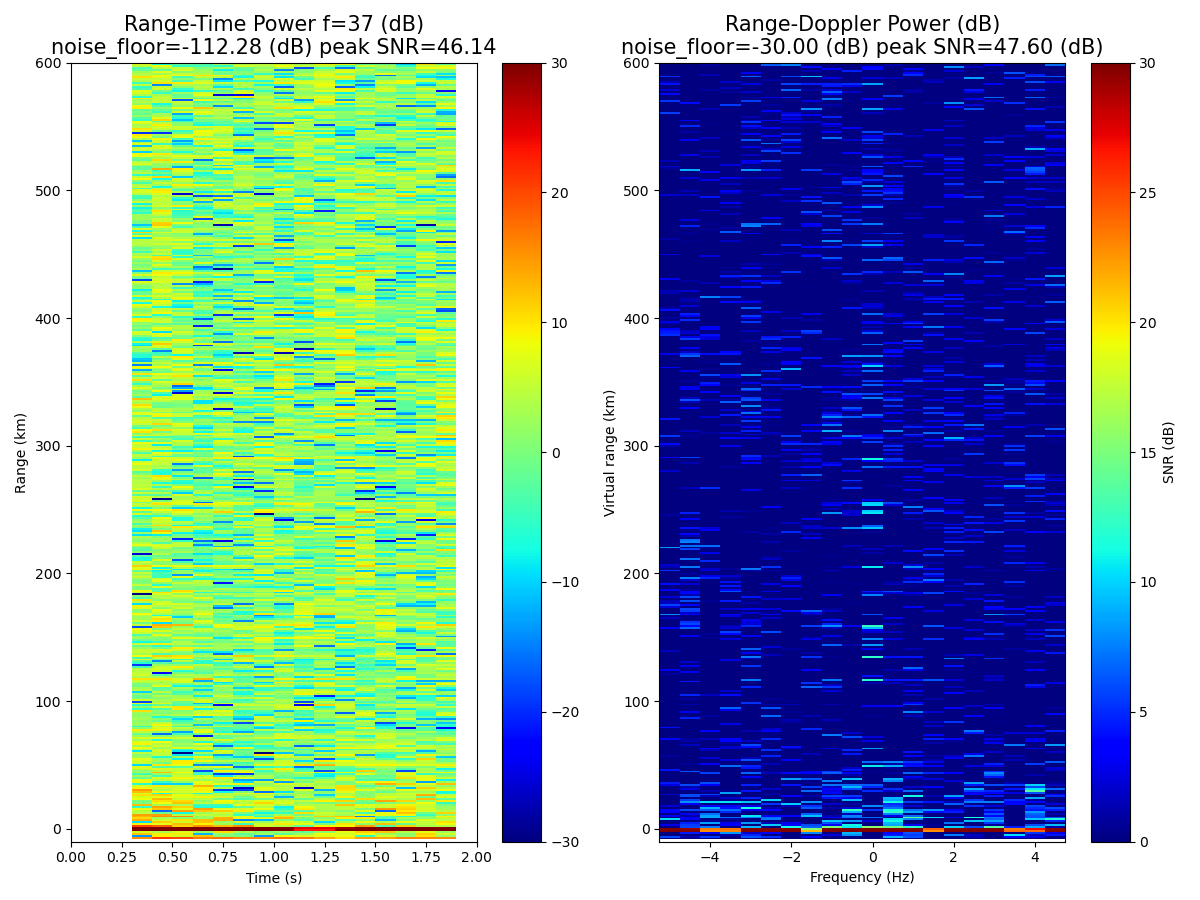 Range-Time Power f=37 (dB)
noise_floor=-112.28 (dB) peak SNR=46.14
600
500
400
300
200
100
0
Range (km)
0.00 0.25 0.50 0.75 1.00 1.25 1.50 1.75 2.00
Time (s)
30
20
10
0
−10
−20
−30
Range-Doppler Power (dB)
noise_floor=-30.00 (dB) peak SNR=47.60 (dB)
600
500
400
300
200
100
0
Virtual range (km)
−4 −2 0 2 4
Frequency (Hz)
30
25
20
15
10
5
0
SNR (dB)